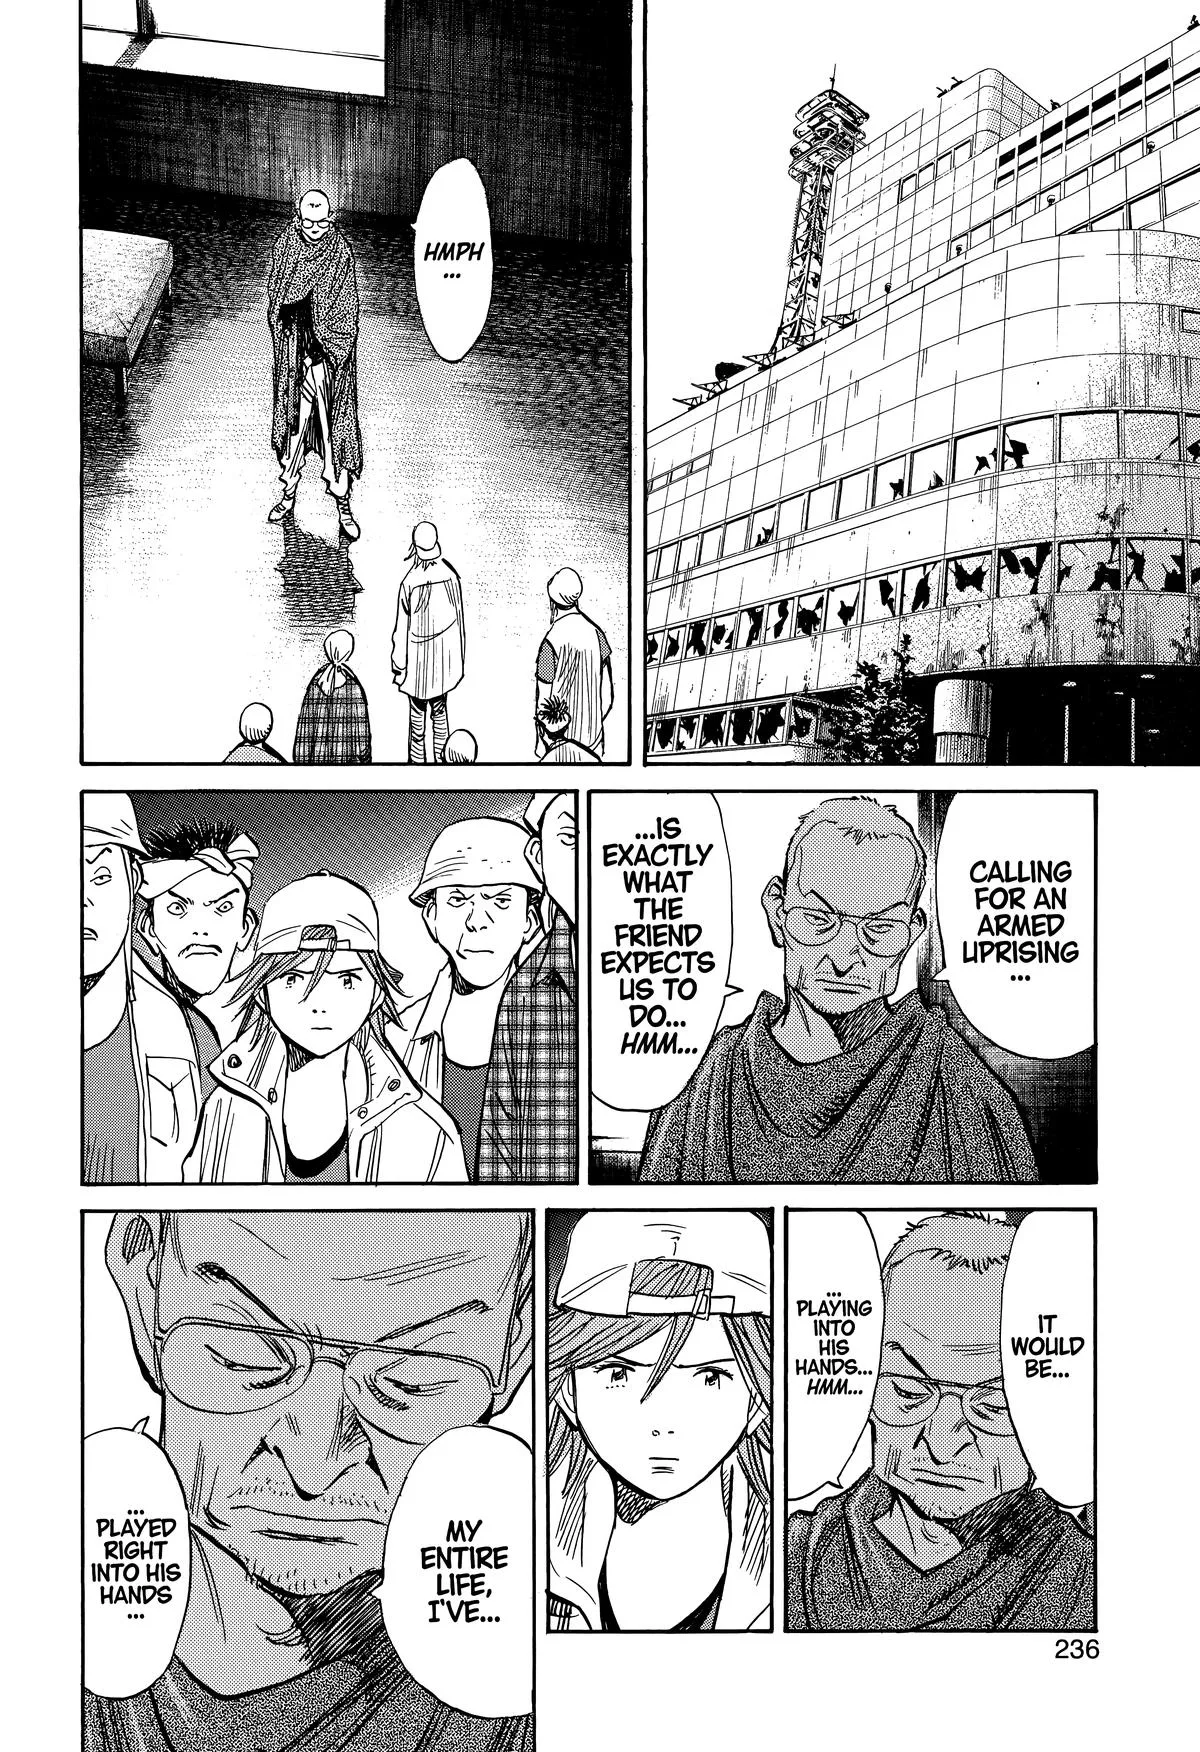 HMPH
...
CALLING
FOR AN
ARMED
UPRISING
...
...IS
EXACTLY
WHAT
THE
FRIEND
EXPECTS
US TO
DO...
HMM...
IT
WOULD
BE...
...
PLAYING
INTO
HIS
HANDS...
HMM...
MY
ENTIRE
LIFE,
I'VE...
...
PLAYED
RIGHT
INTO HIS
HANDS
...
236